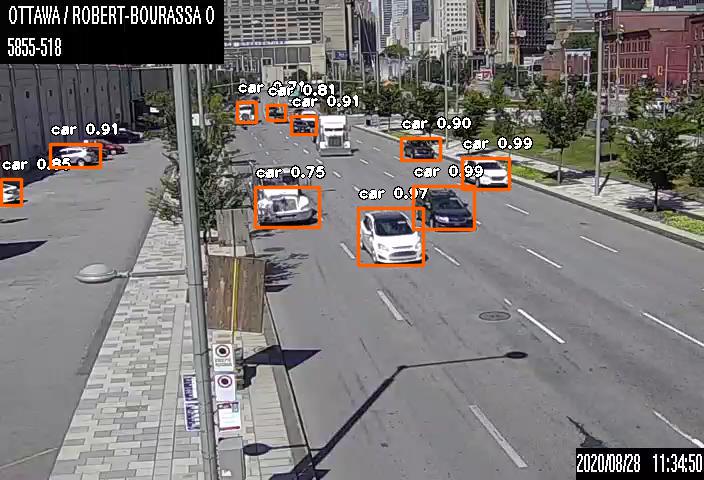 OTTAWA / ROBERT-BOURASSA O
5855-518
car 0.81
car 0.91
car 0.91
car 0.90
car 0.99
car 0.85
car 0.75
car 0.99
car 0.97
2020/08/28 11:34:50